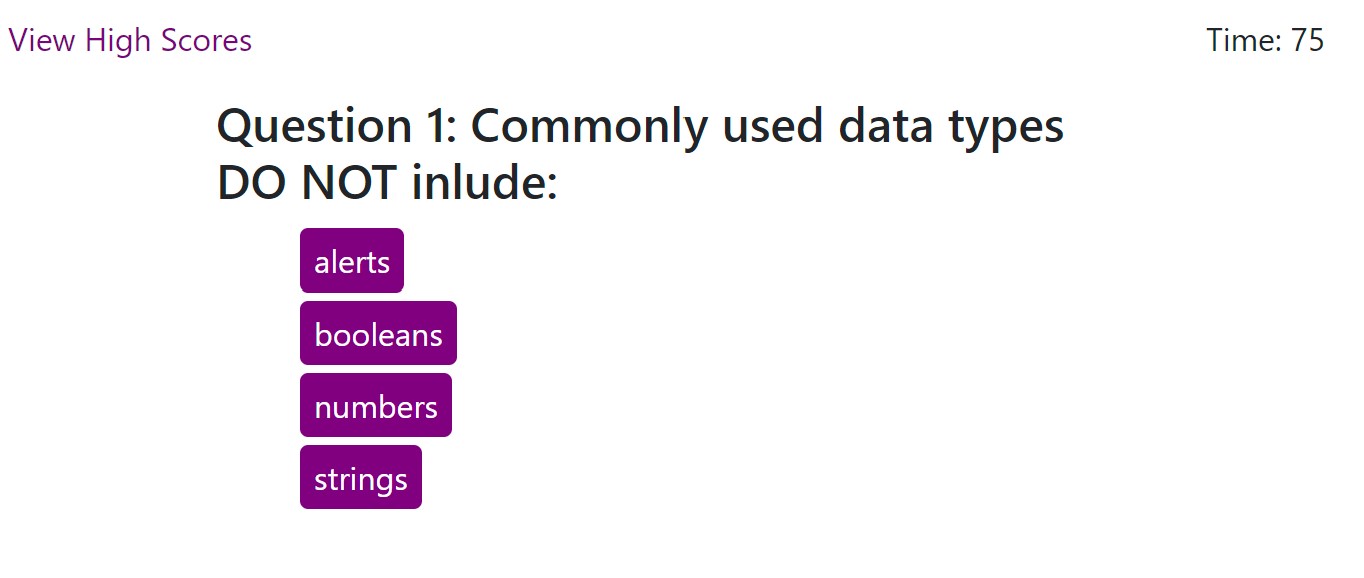 View High Scores
Time: 75
Question 1: Commonly used data types
DO NOT inlude:
alerts
booleans
numbers
strings